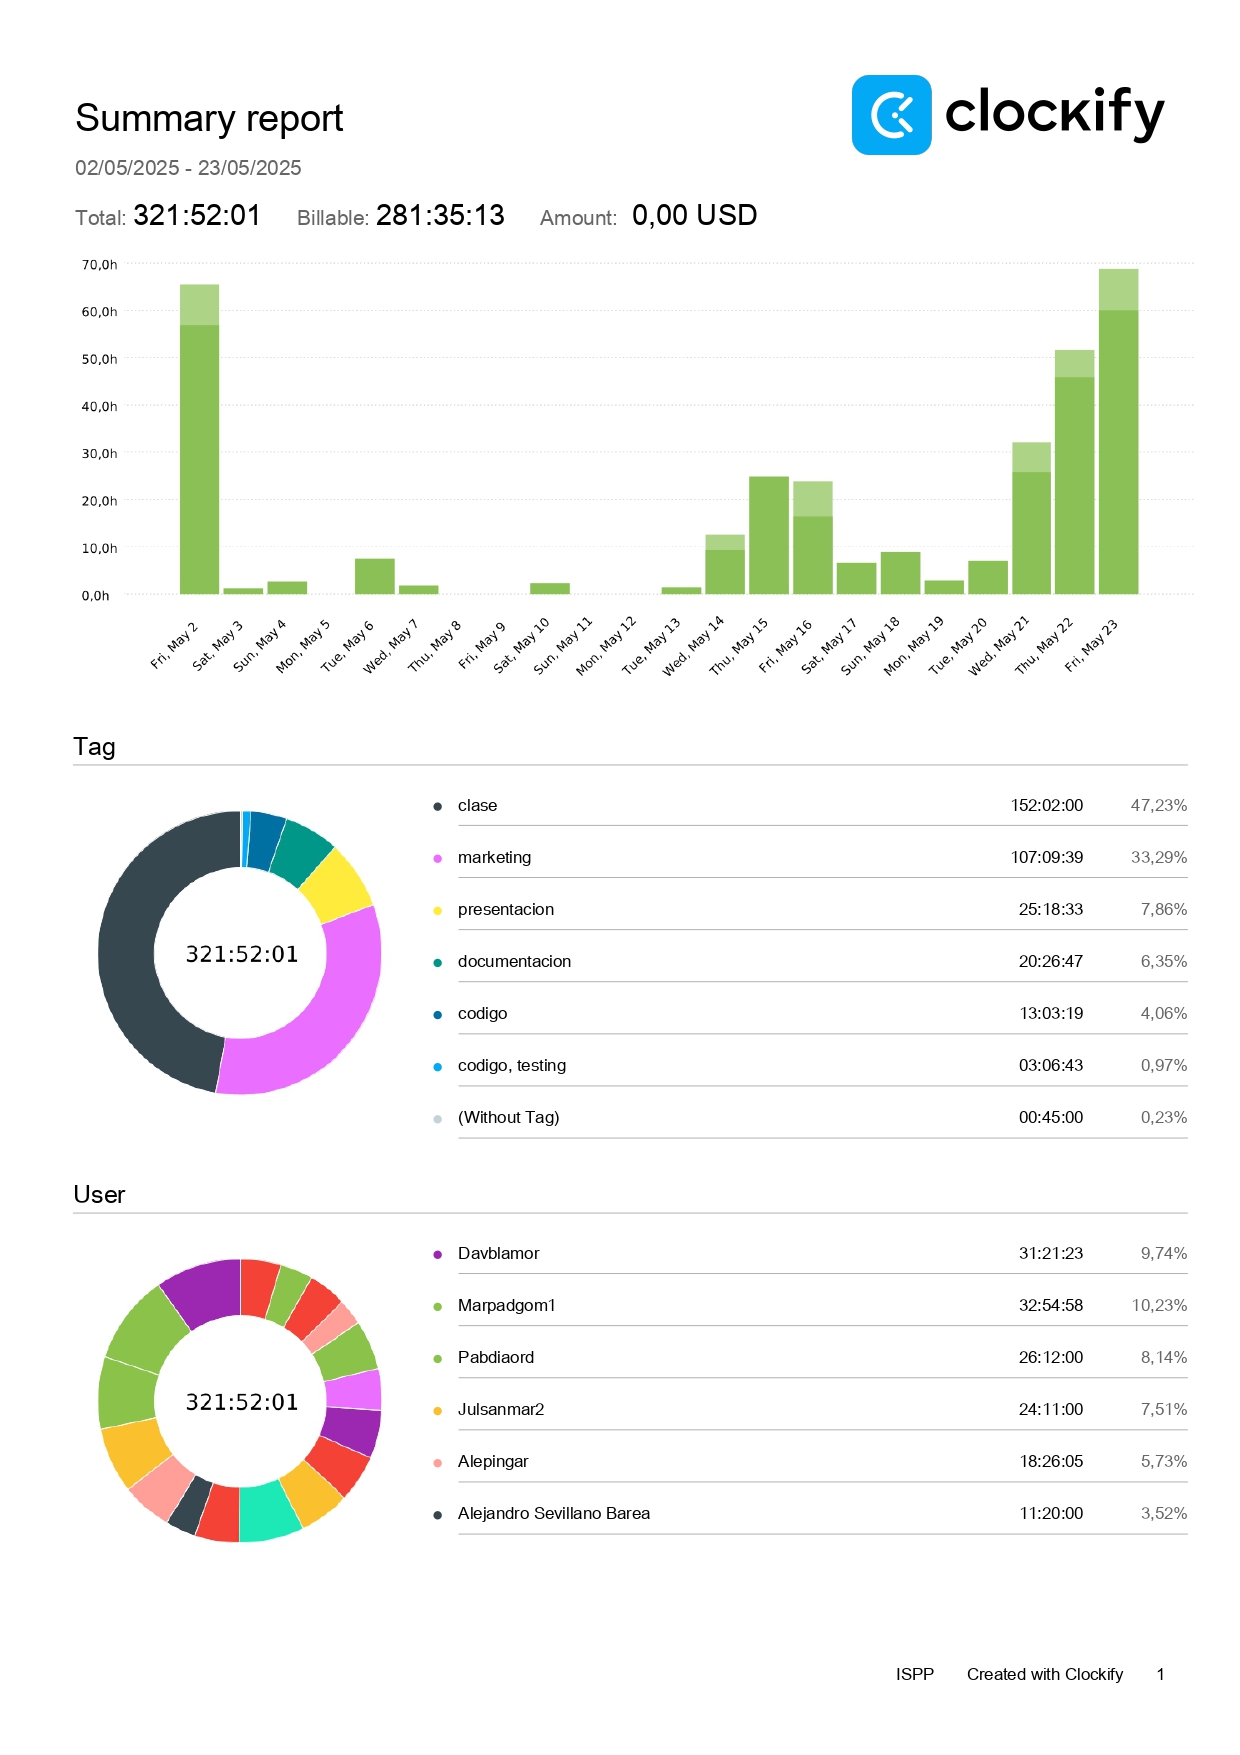 Summary report
clockify
02/05/2025 - 23/05/2025
Total: 321:52:01 Billable: 281:35:13 Amount: 0,00 USD
70,0h
60,0h
50,0h
40,0h
30,0h
20,0h
10,0h
0,0h
Fri, May 2
Sat, May 3
Sun, May 4
Mon, May 5
Tue, May 6
Wed, May 7
Thu, May 8
Fri, May 9
Sat, May 10
Sun, May 11
Mon, May 12
Tue, May 13
Wed, May 14
Thu, May 15
Fri, May 16
Sat, May 17
Sun, May 18
Mon, May 19
Tue, May 20
Wed, May 21
Thu, May 22
Fri, May 23
Tag
321:52:01
clase 152:02:00 47,23%
marketing 107:09:39 33,29%
presentacion 25:18:33 7,86%
documentacion 20:26:47 6,35%
codigo 13:03:19 4,06%
codigo, testing 03:06:43 0,97%
(Without Tag) 00:45:00 0,23%
User
321:52:01
Davblamor 31:21:23 9,74%
Marpadgom1 32:54:58 10,23%
Pabdiaord 26:12:00 8,14%
Julsanmar2 24:11:00 7,51%
Alepingar 18:26:05 5,73%
Alejandro Sevillano Barea 11:20:00 3,52%
ISPP Created with Clockify 1